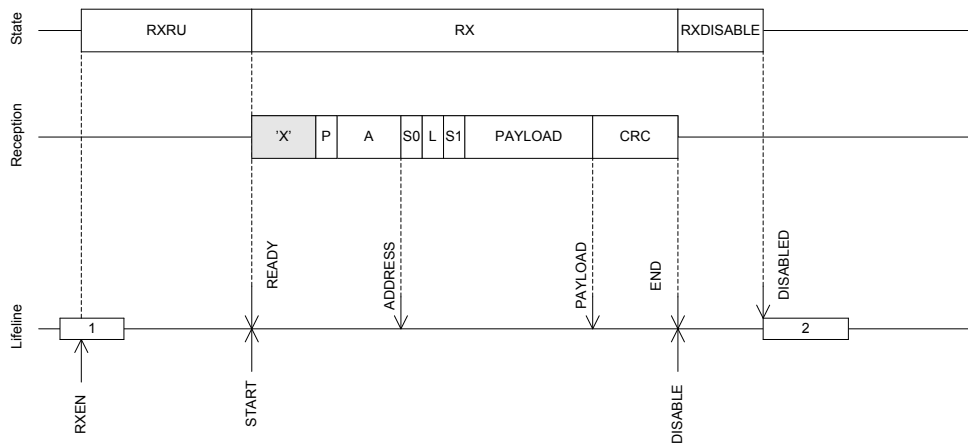 State
RXRU
RX
RXDISABLE
Reception
'X'
P
A
S0
L
S1
PAYLOAD
CRC
READY
ADDRESS
PAYLOAD
END
DISABLED
Lifeline
1
2
RXEN
START
DISABLE